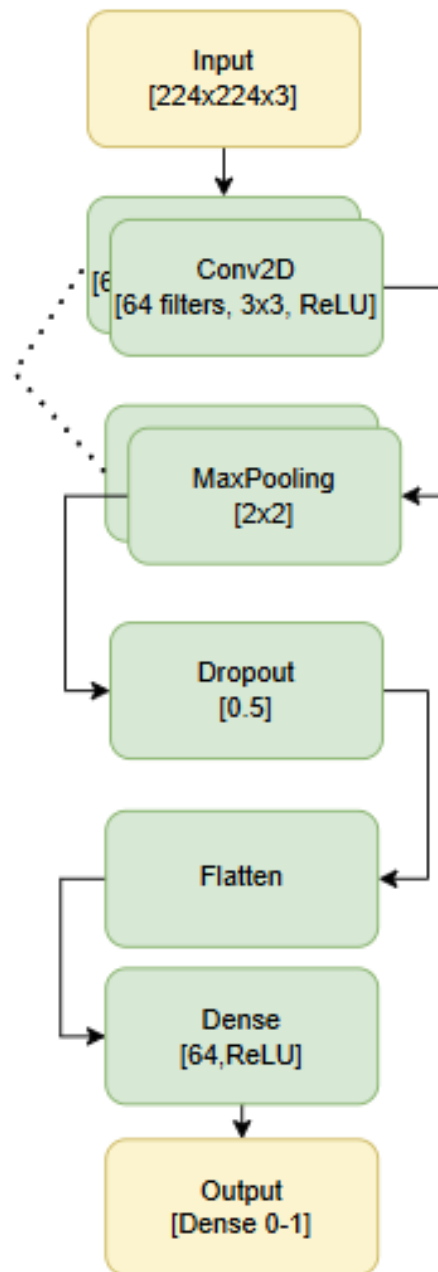 Input
[224x224x3]
Conv2D
[64 filters, 3x3, ReLU]
MaxPooling
[2x2]
Dropout
[0.5]
Flatten
Dense
[64,ReLU]
Output
[Dense 0-1]